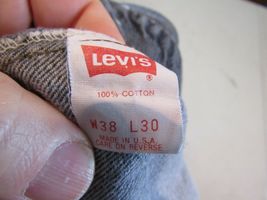 Levi's
®
100% COTTON
W38 L30
MADE IN U.S.A.
CARE ON REVERSE